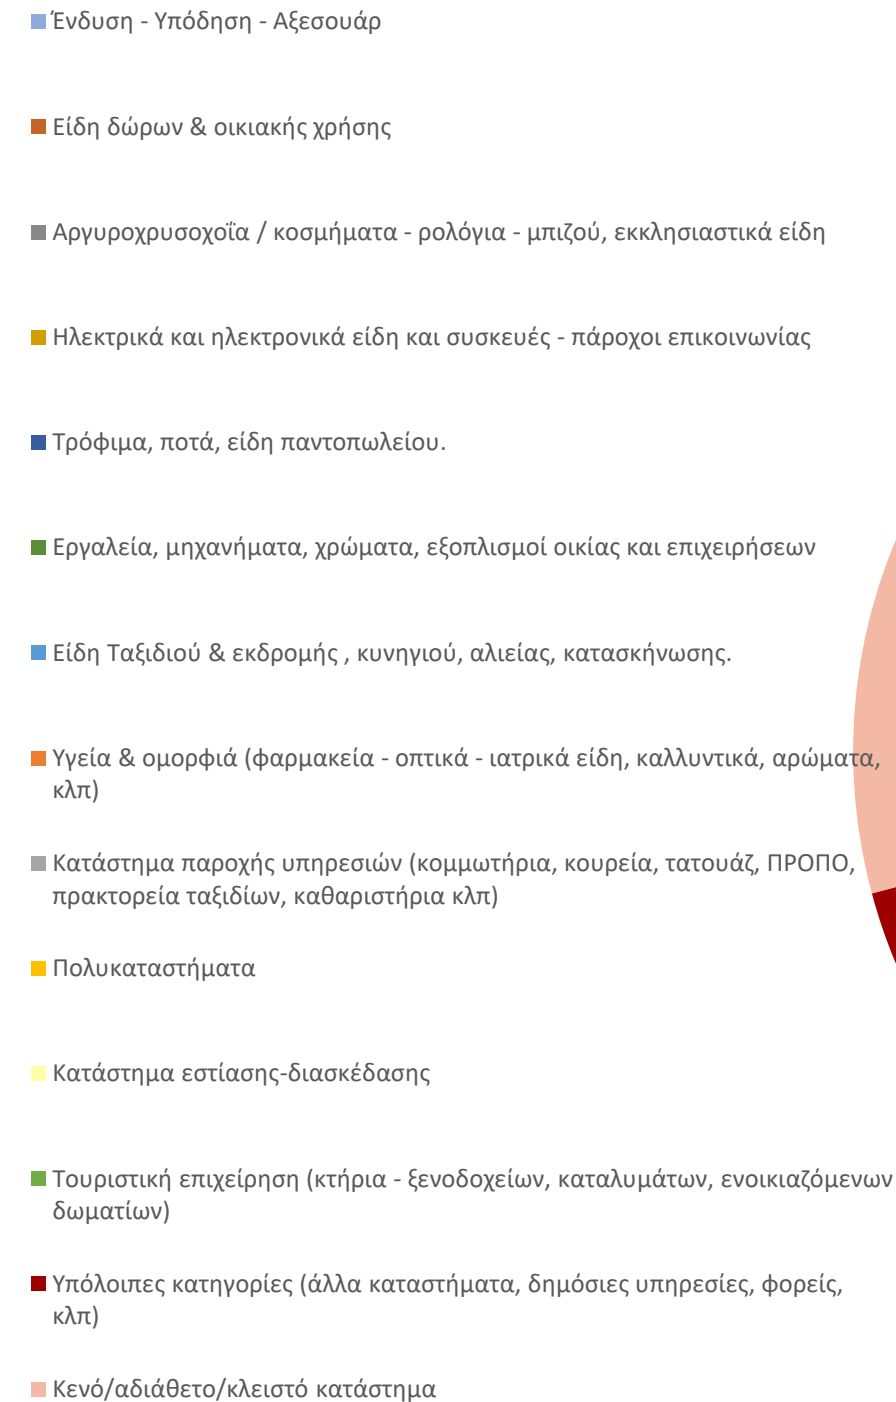 Ένδυση - Υπόδηση - Αξεσουάρ
Είδη δώρων & οικιακής χρήσης
Αργυροχρυσοχοΐα / κοσμήματα - ρολόγια - μπιζού, εκκλησιαστικά είδη
Ηλεκτρικά και ηλεκτρονικά είδη και συσκευές - πάροχοι επικοινωνίας
Τρόφιμα, ποτά, είδη παντοπωλείου.
Εργαλεία, μηχανήματα, χρώματα, εξοπλισμοί οικίας και επιχειρήσεων
Είδη Ταξιδιού & εκδρομής , κυνηγιού, αλιείας, κατασκήνωσης.
Υγεία & ομορφιά (φαρμακεία - οπτικά - ιατρικά είδη, καλλυντικά, αρώματα,
κλπ)
Κατάστημα παροχής υπηρεσιών (κομμωτήρια, κουρεία, τατουάζ, ΠΡΟΠΟ,
πρακτορεία ταξιδίων, καθαριστήρια κλπ)
Πολυκαταστήματα
Κατάστημα εστίασης-διασκέδασης
Τουριστική επιχείρηση (κτήρια - ξενοδοχείων, καταλυμάτων, ενοικιαζόμενων
δωματίων)
Υπόλοιπες κατηγορίες (άλλα καταστήματα, δημόσιες υπηρεσίες, φορείς,
κλπ)
Κενό/αδιάθετο/κλειστό κατάστημα